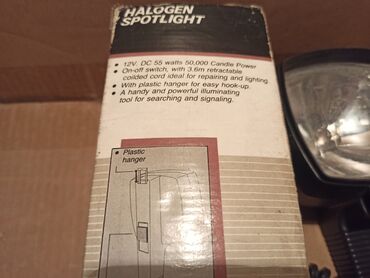 HALOGEN
SPOTLIGHT
• 12V. DC 55 watts 50,000 Candle Power
• On-off switch, with 3.6m retractable
coilded cord ideal for repairing and lighting.
• With plastic hanger for easy hook-up.
• A handy and powerful illuminating
tool for searching and signaling.
• Plastic
hanger